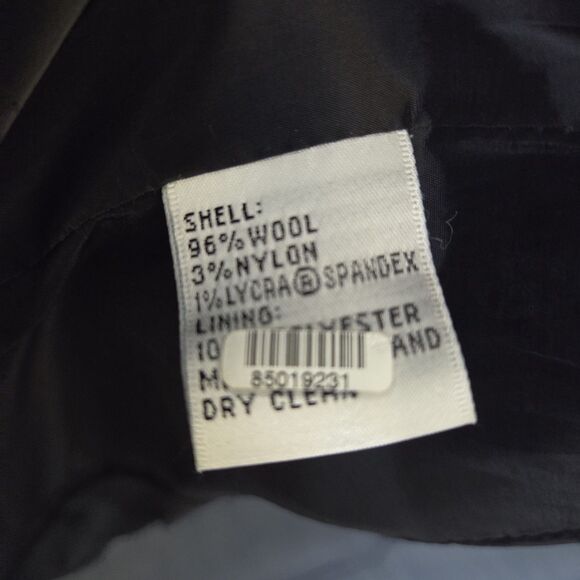 SHELL:
96% WOOL
3% NYLON
1% LYCRA® SPANDEX
LINING:
10
AND
85019231
DRY CLEAN